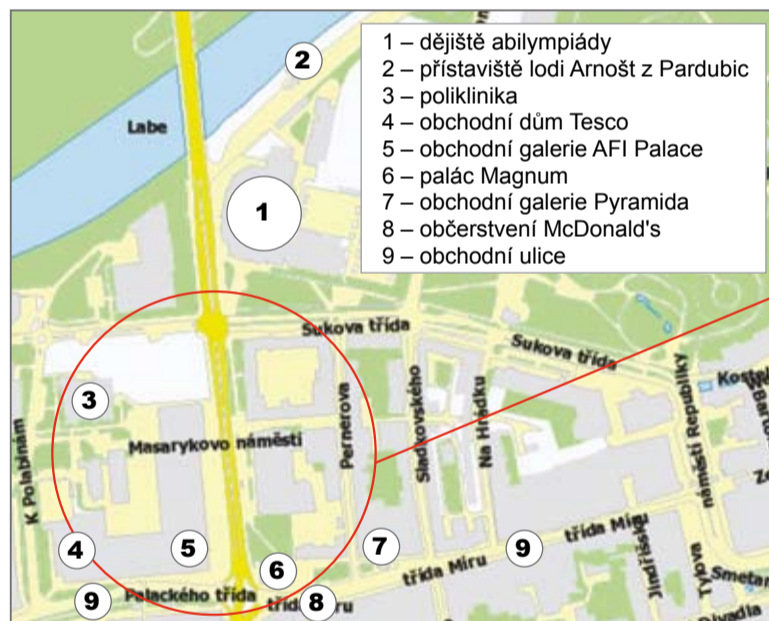 1 – dějiště abilympiády
2 – přístaviště lodi Arnošt z Pardubic
3 – poliklinika
4 – obchodní dům Tesco
5 – obchodní galerie AFI Palace
6 – palác Magnum
7 – obchodní galerie Pyramida
8 – občerstvení McDonald's
9 – obchodní ulice
2
Labe
1
Sukova třída
Sukova třída
3
Masarykovo náměstí
K Polabinám
Pernerova
Sladkovského
Na Hrádku
náměstí Republiky
4
5
6
7
8
9
9
Palackého třída
třída Míru
třída Míru
Jindřišská
Tylova